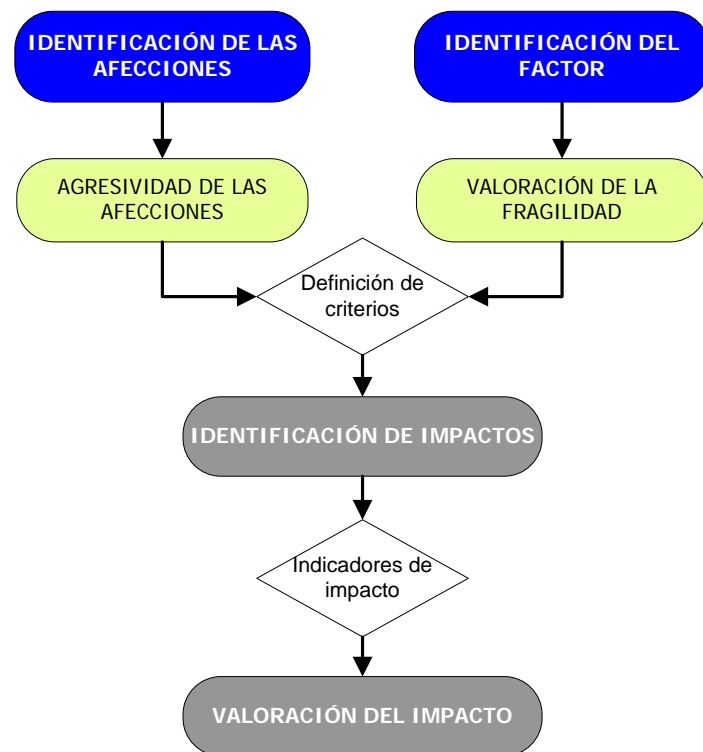 IDENTIFICACIÓN DE LAS
AFECCIONES
IDENTIFICACIÓN DEL
FACTOR
AGRESIVIDAD DE LAS
AFECCIONES
VALORACIÓN DE LA
FRAGILIDAD
Definición de
criterios
IDENTIFICACIÓN DE IMPACTOS
Indicadores de
impacto
VALORACIÓN DEL IMPACTO